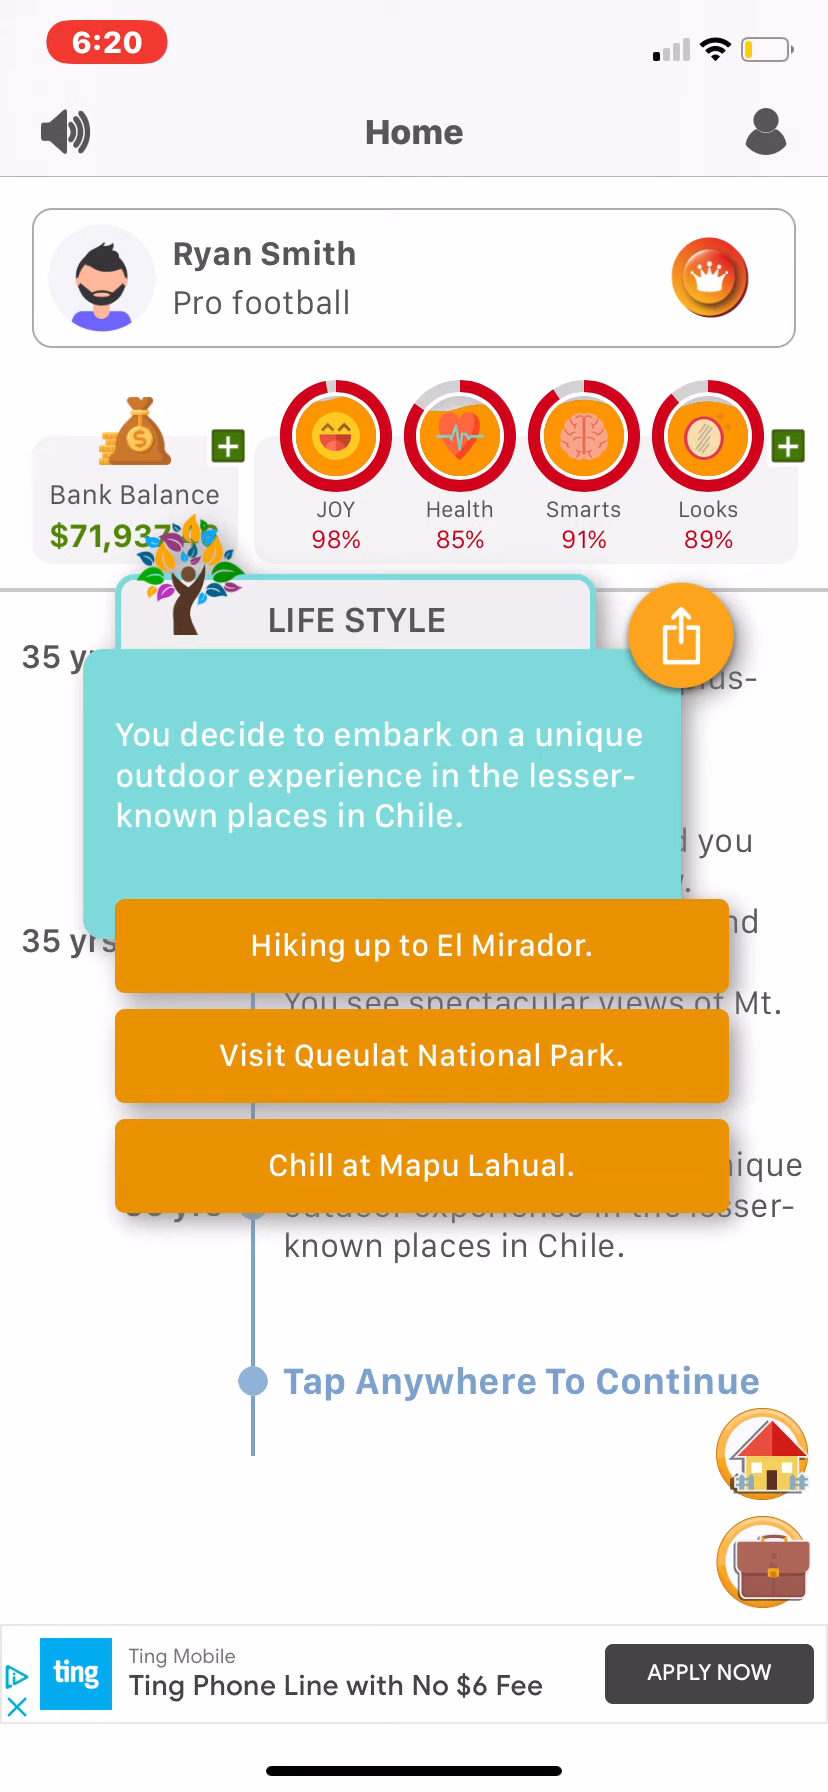 6:20
Home
Ryan Smith
Pro football
Bank Balance
JOY
Health
Smarts
Looks
98%
85%
91%
89%
LIFE STYLE
35
You decide to embark on a unique
outdoor experience in the lesser-
known places in Chile.
you
35 yrs
Hiking up to El Mirador.
You see spectacular views of Mt.
Visit Queulat National Park.
Chill at Mapu Lahual.
known places in Chile.
Tap Anywhere To Continue
ting
Ting Mobile
Ting Phone Line with No $6 Fee
APPLY NOW